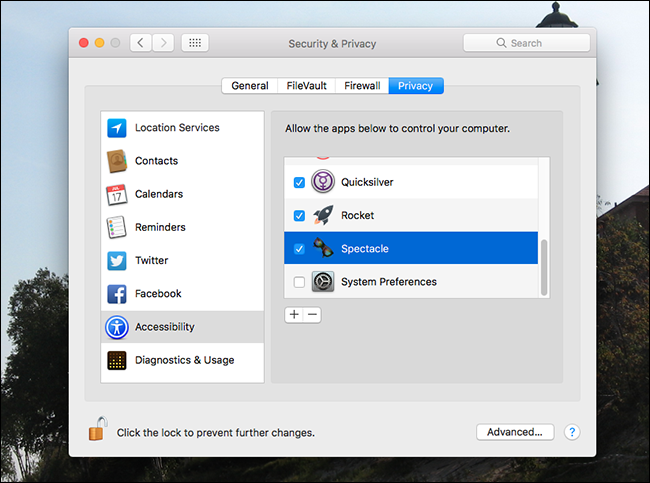 Security & Privacy
Search
General FileVault Firewall Privacy
Location Services
Contacts
JUL
17
Calendars
Reminders
Twitter
Facebook
Accessibility
Diagnostics & Usage
Allow the apps below to control your computer.
Quicksilver
Rocket
Spectacle
System Preferences
Click the lock to prevent further changes.
Advanced...
?